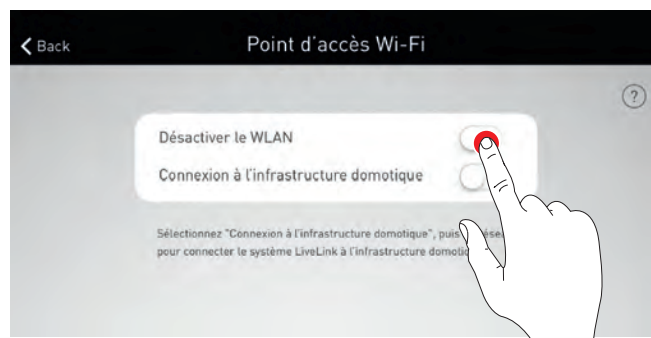 Back
Point d'accès Wi-Fi
?
Désactiver le WLAN
Connexion à l'infrastructure domotique
Sélectionnez "Connexion à l'infrastructure domotique", puis
pour connecter le système LiveLink à l'infrastructure